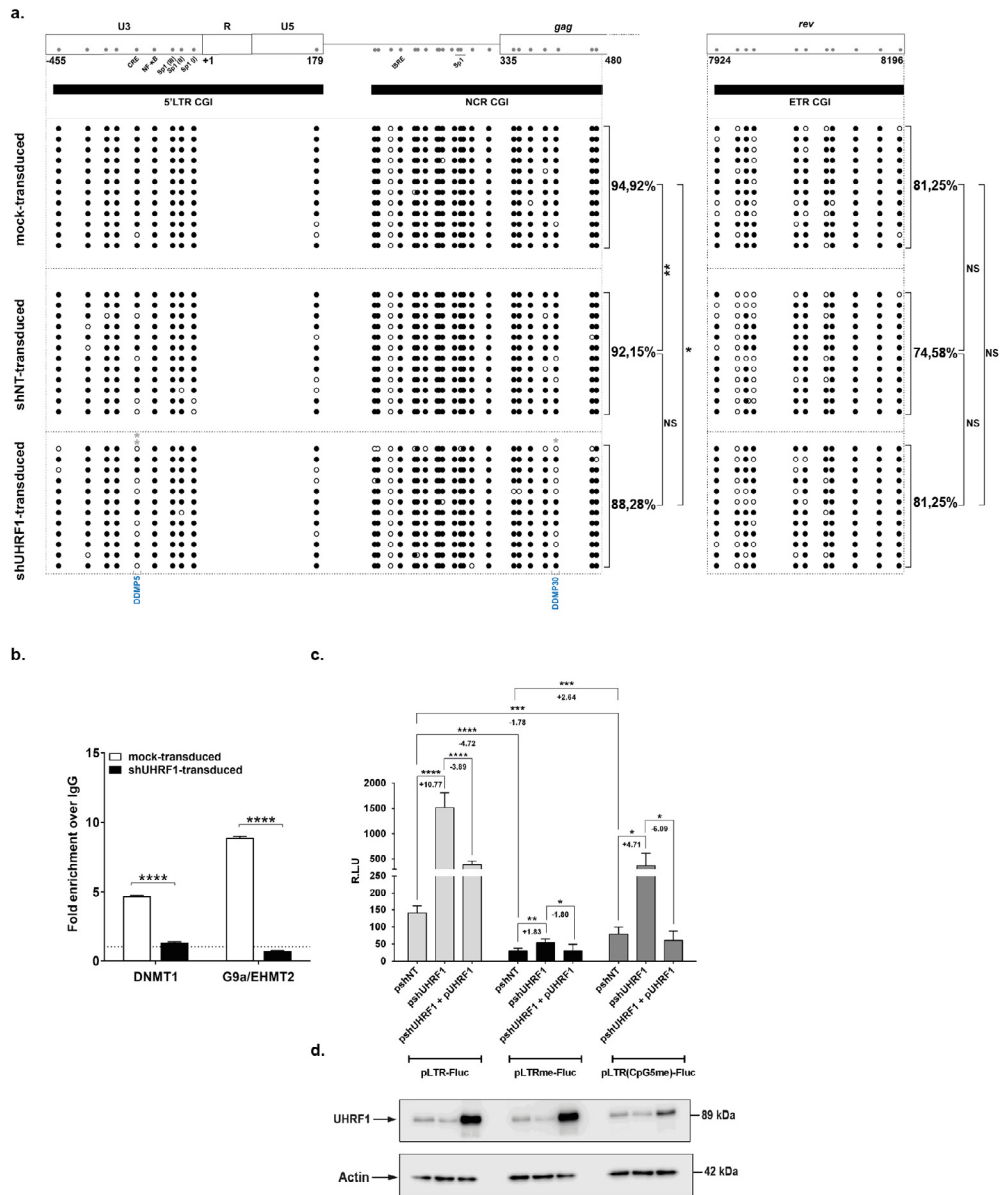 a.
U3 R U5 gag rev
CRE NF-κB Sp1 (III) Sp1 (II) Sp1 (I) ISRE Sp1
-455 +1 179 335 480 7924 8196
5'LTR CGI NCR CGI ETR CGI
mock-transduced
94,92% 81,25%
** NS
shNT-transduced
92,15% * 74,58% NS
NS NS
** *
shUHRF1-transduced
88,28% 81,25%
DDMP5 DDMP30
b.
Fold enrichment over IgG
15
10
5
0
mock-transduced
shUHRF1-transduced
****
****
DNMT1 G9a/EHMT2
c.
***
+2.64
***
-1.78
****
-4.72
****
+10.77
****
-3.89
**
+1.83
*
-1.80
*
+4.71
*
-6.09
R.L.U
2000
1500
1000
500
250
200
150
100
50
0
pshNT pshUHRF1 pshUHRF1 + pUHRF1 pshNT pshUHRF1 pshUHRF1 + pUHRF1 pshNT pshUHRF1 pshUHRF1 + pUHRF1
pLTR-Fluc pLTRme-Fluc pLTR(CpG5me)-Fluc
d.
UHRF1 89 kDa
Actin 42 kDa